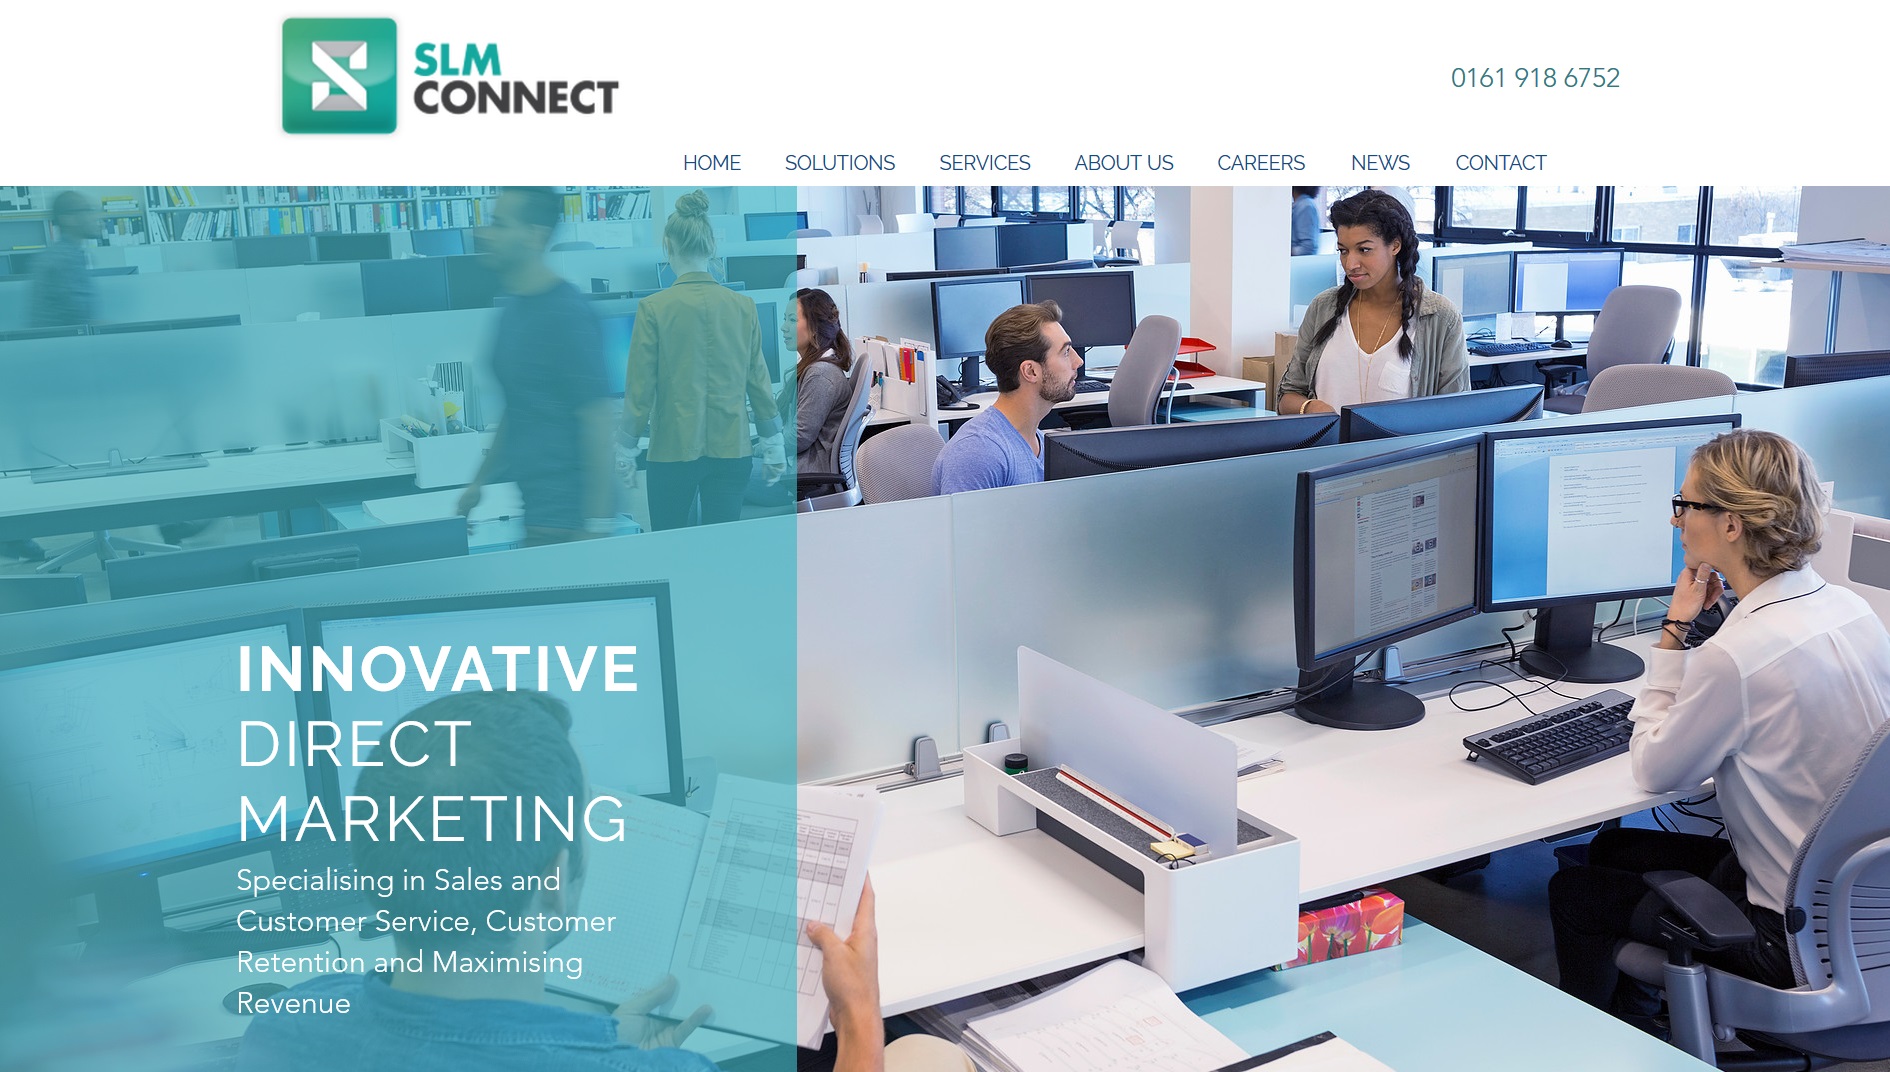 SLM
CONNECT
0161 918 6752
HOME SOLUTIONS SERVICES ABOUT US CAREERS NEWS CONTACT
INNOVATIVE
DIRECT
MARKETING
Specialising in Sales and
Customer Service, Customer
Retention and Maximising
Revenue